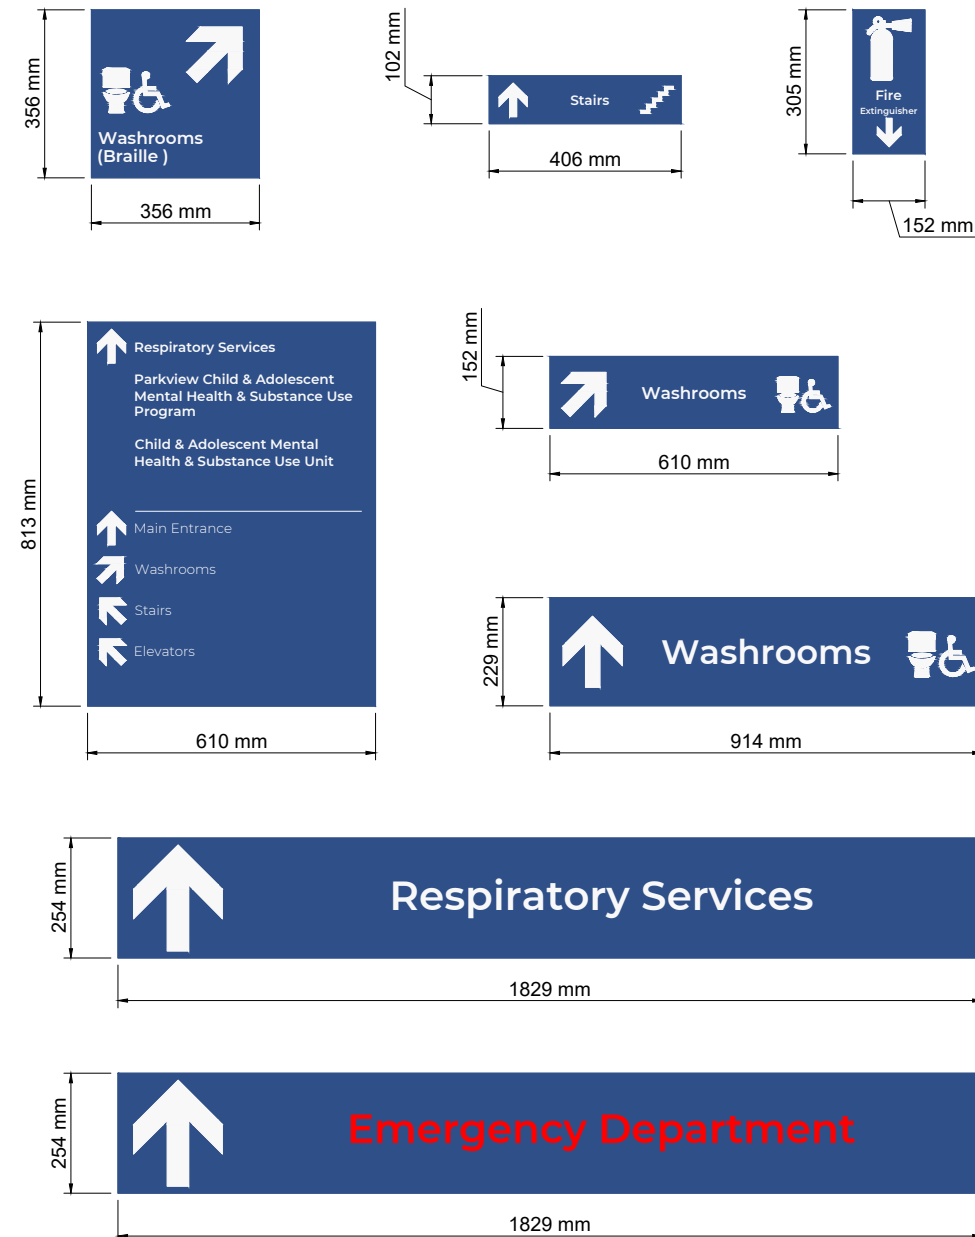 356 mm
Washrooms
(Braille )
356 mm
102 mm
Stairs
406 mm
305 mm
Fire
Extinguisher
152 mm
813 mm
Respiratory Services
Parkview Child & Adolescent
Mental Health & Substance Use
Program
Child & Adolescent Mental
Health & Substance Use Unit
Main Entrance
Washrooms
Stairs
Elevators
610 mm
152 mm
Washrooms
610 mm
229 mm
Washrooms
914 mm
254 mm
Respiratory Services
1829 mm
254 mm
Emergency Department
1829 mm